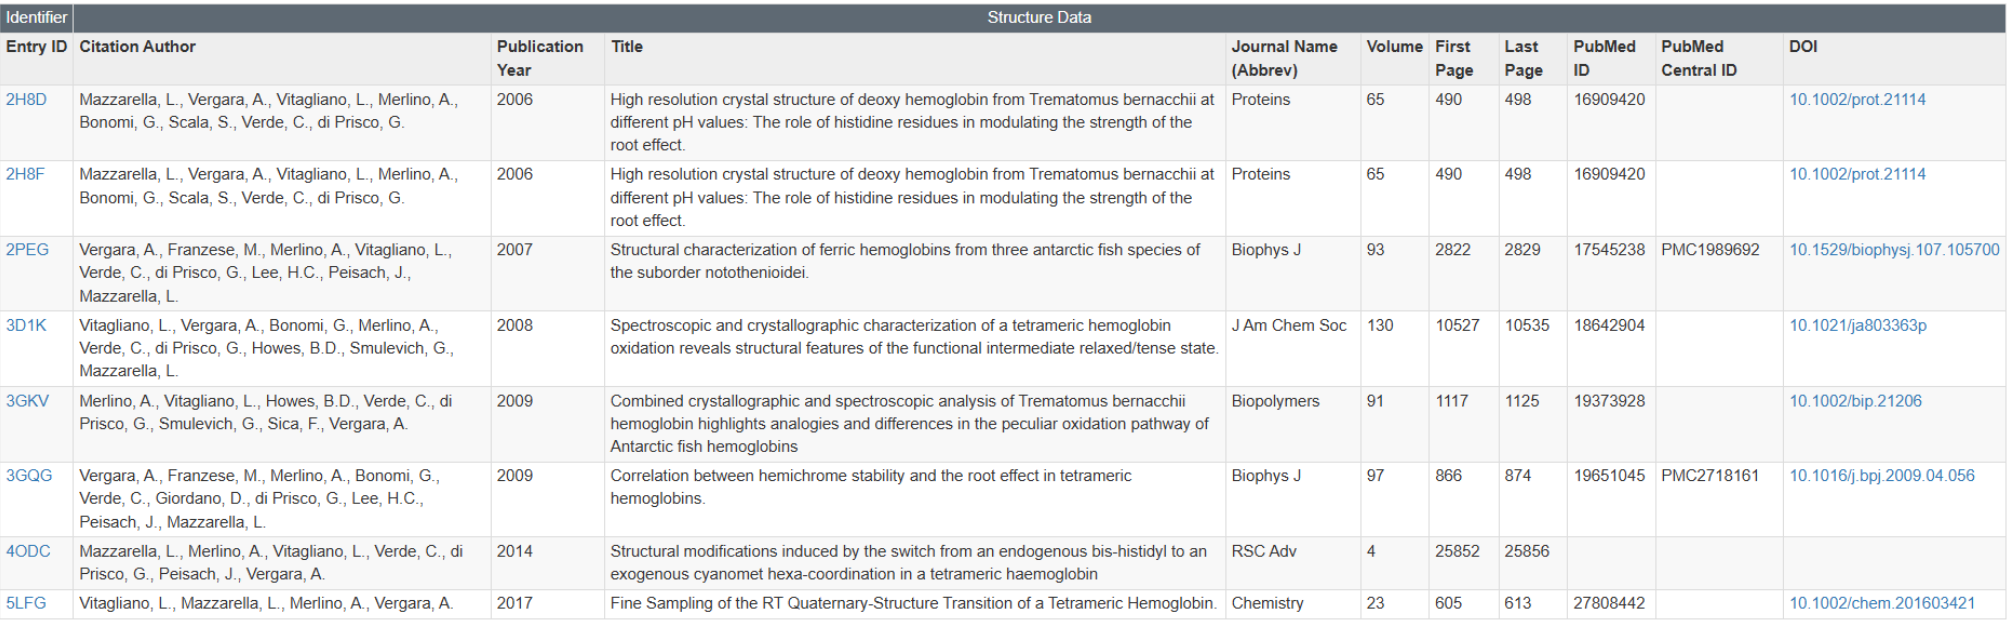 Identifier Structure Data
Entry ID Citation Author Publication Year Title Journal Name (Abbrev) Volume First Page Last Page PubMed ID PubMed Central ID DOI
2H8D Mazzarella, L., Vergara, A., Vitagliano, L., Merlino, A., 2006 High resolution crystal structure of deoxy hemoglobin from Trematomus bernacchii at Proteins 65 490 498 16909420 10.1002/prot.21114
Bonomi, G., Scala, S., Verde, C., di Prisco, G. different pH values: The role of histidine residues in modulating the strength of the
root effect.
2H8F Mazzarella, L., Vergara, A., Vitagliano, L., Merlino, A., 2006 High resolution crystal structure of deoxy hemoglobin from Trematomus bernacchii at Proteins 65 490 498 16909420 10.1002/prot.21114
Bonomi, G., Scala, S., Verde, C., di Prisco, G. different pH values: The role of histidine residues in modulating the strength of the
root effect.
2PEG Vergara, A., Franzese, M., Merlino, A., Vitagliano, L., 2007 Structural characterization of ferric hemoglobins from three antarctic fish species of Biophys J 93 2822 2829 17545238 PMC1989692 10.1529/biophysj.107.105700
Verde, C., di Prisco, G., Lee, H.C., Peisach, J., the suborder notothenioidei.
Mazzarella, L.
3D1K Vitagliano, L., Vergara, A., Bonomi, G., Merlino, A., 2008 Spectroscopic and crystallographic characterization of a tetrameric hemoglobin J Am Chem Soc 130 10527 10535 18642904 10.1021/ja803363p
Verde, C., di Prisco, G., Howes, B.D., Smulevich, G., oxidation reveals structural features of the functional intermediate relaxed/tense state.
Mazzarella, L.
3GKV Merlino, A., Vitagliano, L., Howes, B.D., Verde, C., di 2009 Combined crystallographic and spectroscopic analysis of Trematomus bernacchii Biopolymers 91 1117 1125 19373928 10.1002/bip.21206
Prisco, G., Smulevich, G., Sica, F., Vergara, A. hemoglobin highlights analogies and differences in the peculiar oxidation pathway of
Antarctic fish hemoglobins
3GQG Vergara, A., Franzese, M., Merlino, A., Bonomi, G., 2009 Correlation between hemichrome stability and the root effect in tetrameric Biophys J 97 866 874 19651045 PMC2718161 10.1016/j.bpj.2009.04.056
Verde, C., Giordano, D., di Prisco, G., Lee, H.C., hemoglobins.
Peisach, J., Mazzarella, L.
4ODC Mazzarella, L., Merlino, A., Vitagliano, L., Verde, C., di 2014 Structural modifications induced by the switch from an endogenous bis-histidyl to an RSC Adv 4 25852 25856
Prisco, G., Peisach, J., Vergara, A. exogenous cyanomet hexa-coordination in a tetrameric haemoglobin
5LFG Vitagliano, L., Mazzarella, L., Merlino, A., Vergara, A. 2017 Fine Sampling of the RT Quaternary-Structure Transition of a Tetrameric Hemoglobin. Chemistry 23 605 613 27808442 10.1002/chem.201603421